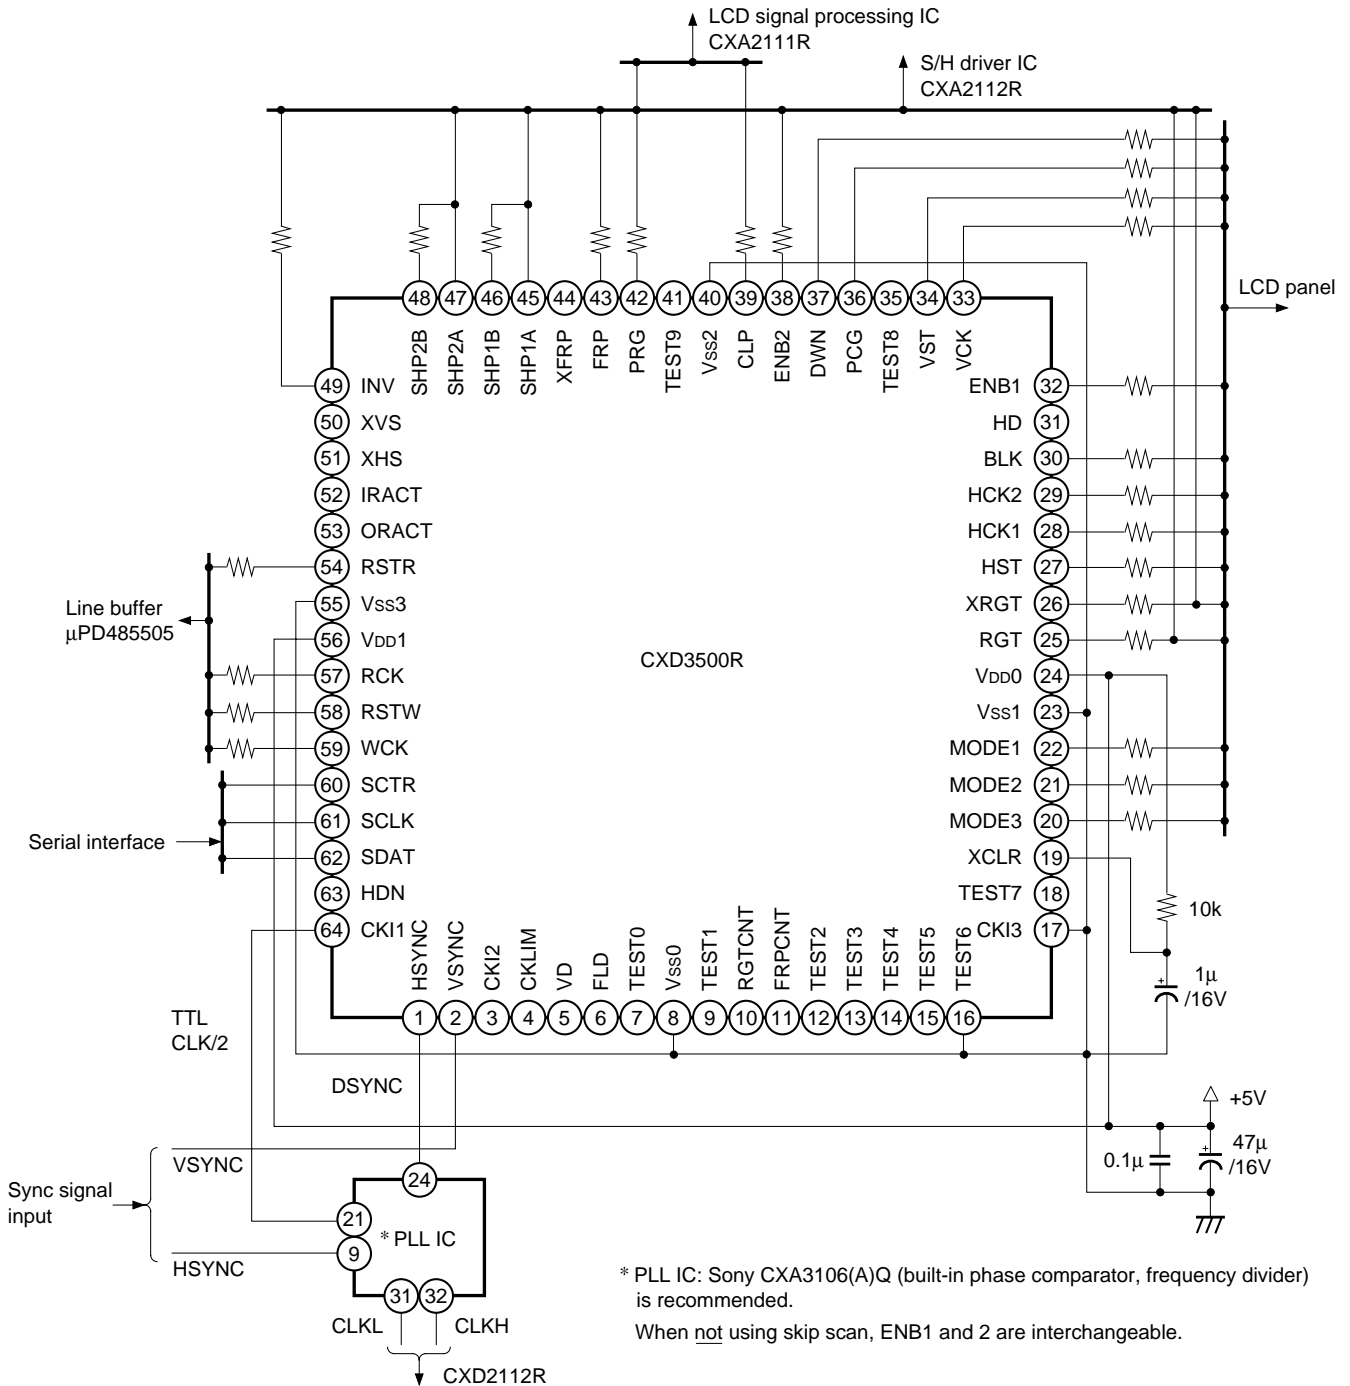 LCD signal processing IC
CXA2111R
S/H driver IC
CXA2112R
LCD panel
48 47 46 45 44 43 42 41 40 39 38 37 36 35 34 33
SHP2B SHP2A SHP1B SHP1A XFRP FRP PRG TEST9 VSS2 CLP ENB2 DWN PCG TEST8 VST VCK
49 INV
50 XVS
51 XHS
52 IRACT
53 ORACT
54 RSTR
55 VSS3
56 VDD1
57 RCK
58 RSTW
59 WCK
60 SCTR
61 SCLK
62 SDAT
63 HDN
64 CKI1
Line buffer
µPD485505
Serial interface
CXD3500R
ENB1 32
HD 31
BLK 30
HCK2 29
HCK1 28
HST 27
XRGT 26
RGT 25
VDD0 24
VSS1 23
MODE1 22
MODE2 21
MODE3 20
XCLR 19
TEST7 18
CKI3 17
10k
1µ
/16V
HSYNC VSYNC CKI2 CKLIM VD FLD TEST0 VSS0 TEST1 RGTCNT FRPCNT TEST2 TEST3 TEST4 TEST5 TEST6
1 2 3 4 5 6 7 8 9 10 11 12 13 14 15 16
TTL
CLK/2
DSYNC
+5V
0.1µ
47µ
/16V
VSYNC
Sync signal
input
HSYNC
24
21
9
* PLL IC
31 32
CLKL CLKH
CXD2112R
* PLL IC: Sony CXA3106(A)Q (built-in phase comparator, frequency divider)
is recommended.
When not using skip scan, ENB1 and 2 are interchangeable.